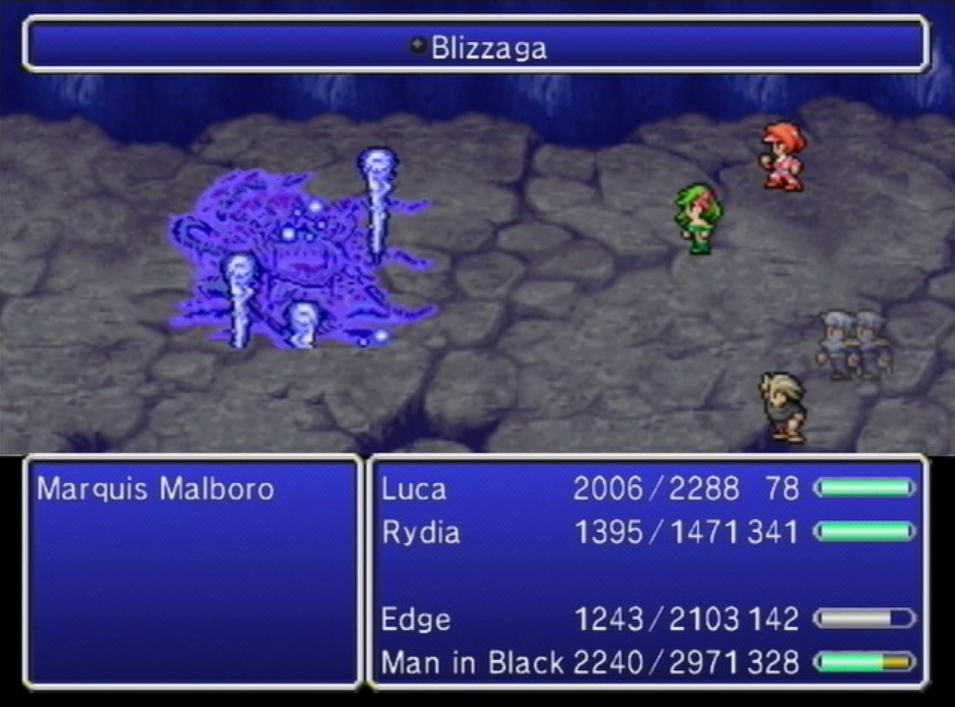 Blizzaga
Marquis Malboro
Luca 2006/2288 78
Rydia 1395/1471 341
Edge 1243/2103 142
Man in Black 2240/2971 328